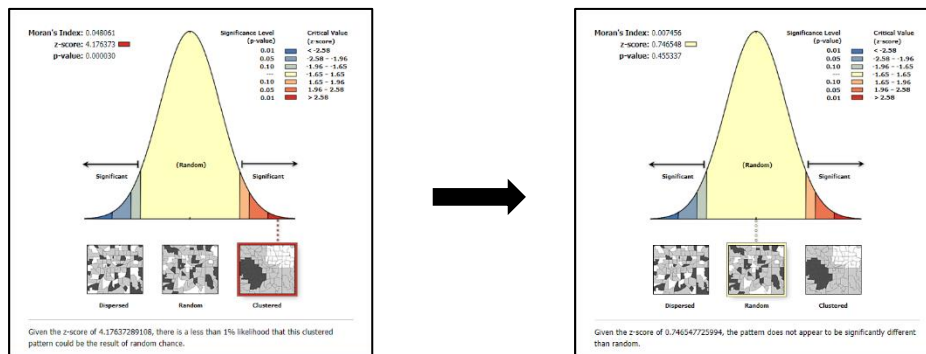 Moran's Index: 0.048061
z-score: 4.176373
p-value: 0.000030
Significance Level
(p-value)
Critical Value
(z-score)
0.01 < -2.58
0.05 -2.58 – -1.96
0.10 -1.96 – -1.65
--- -1.65 – 1.65
0.10 1.65 – 1.96
0.05 1.96 – 2.58
0.01 > 2.58
(Random)
Significant Significant
Dispersed Random Clustered
Given the z-score of 4.17637289108, there is a less than 1% likelihood that this clustered
pattern could be the result of random chance.
Moran's Index: 0.007456
z-score: 0.746548
p-value: 0.455337
Significance Level
(p-value)
Critical Value
(z-score)
0.01 < -2.58
0.05 -2.58 – -1.96
0.10 -1.96 – -1.65
--- -1.65 – 1.65
0.10 1.65 – 1.96
0.05 1.96 – 2.58
0.01 > 2.58
(Random)
Significant Significant
Dispersed Random Clustered
Given the z-score of 0.746547725994, the pattern does not appear to be significantly different
than random.